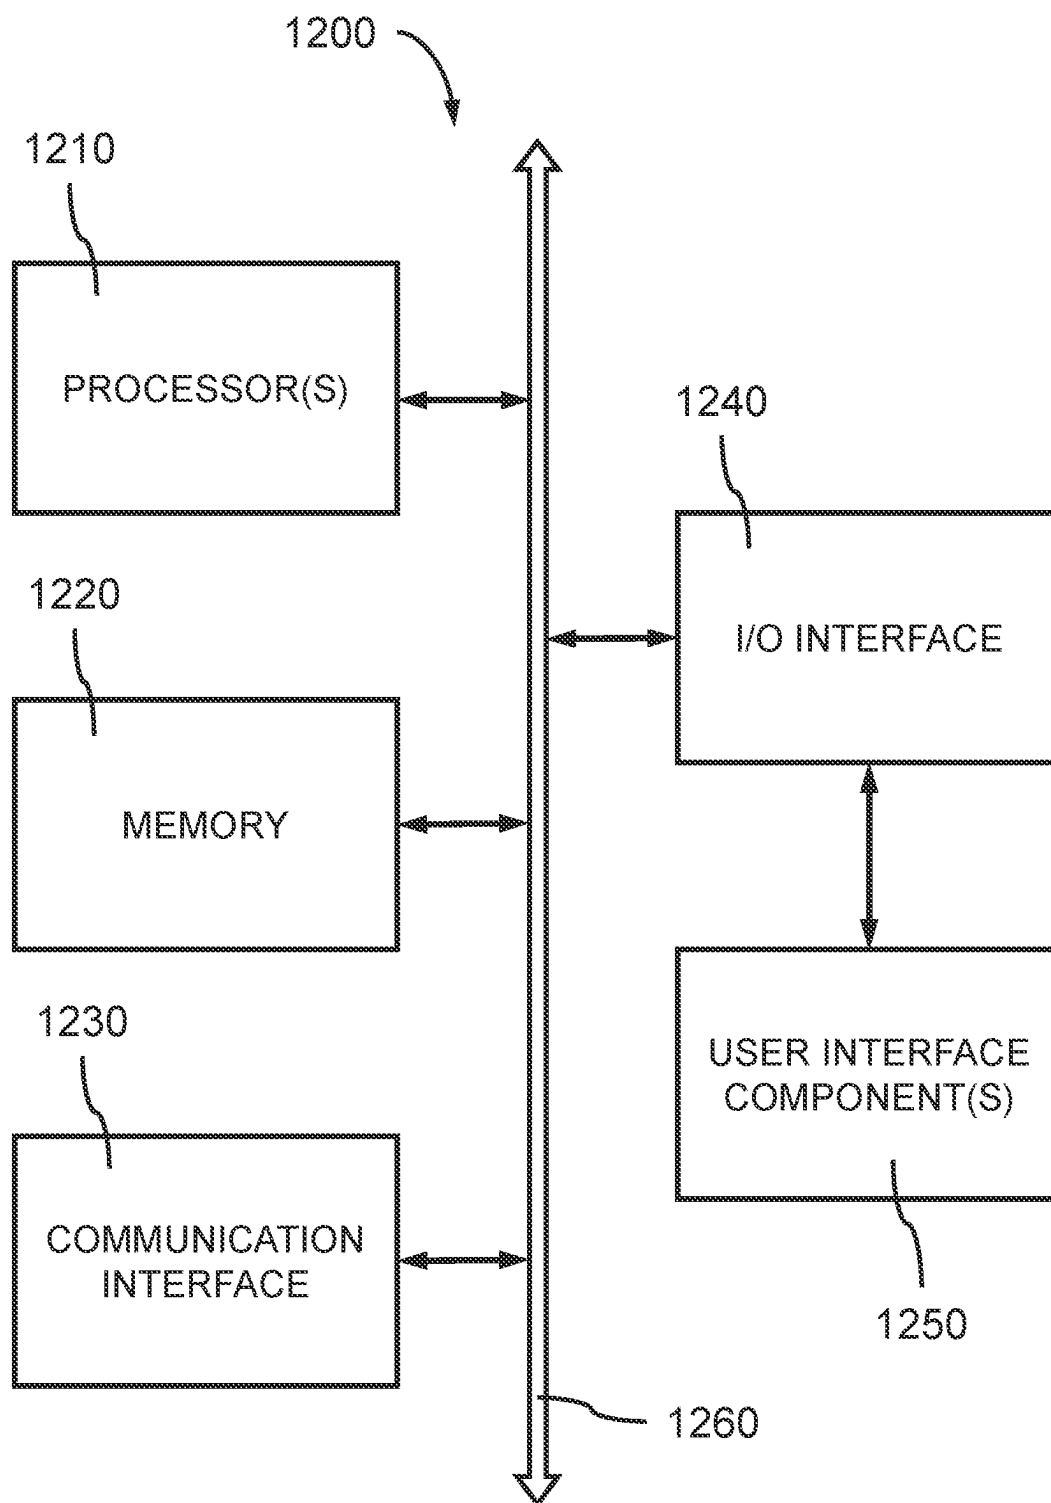 1200
1210
PROCESSOR(S)
1240
1220
I/O INTERFACE
MEMORY
1230
USER INTERFACE
COMPONENT(S)
COMMUNICATION
INTERFACE
1250
1260